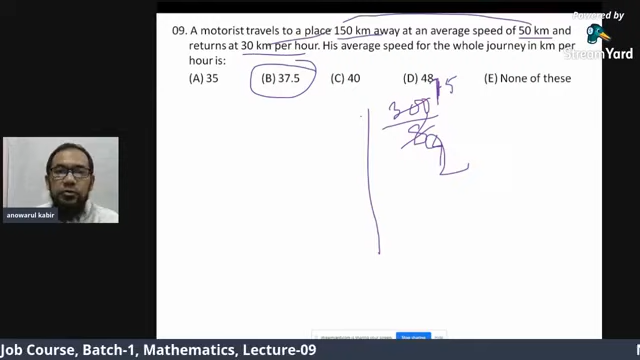 Powered by
StreamYard
09. A motorist travels to a place 150 km away at an average speed of 50 km and
returns at 30 km per hour. His average speed for the whole journey in km per
hour is:
(A) 35 (B) 37.5 (C) 40 (D) 48 (E) None of these
15
300
80
2
anowarul kabir
Job Course, Batch-1, Mathematics, Lecture-09